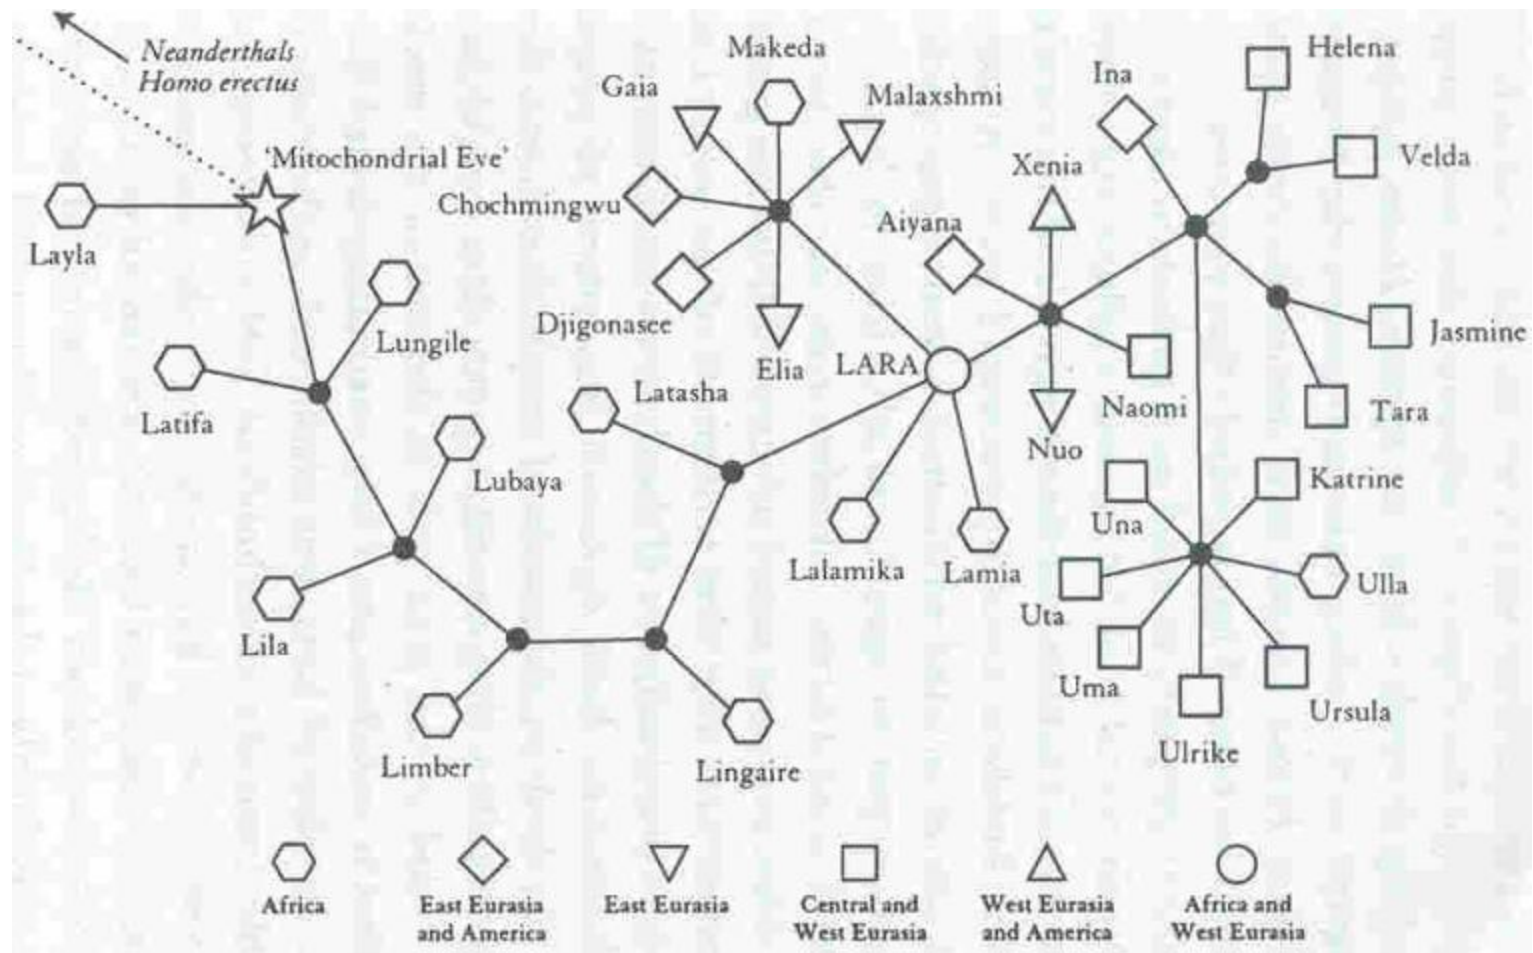 Neanderthals
Homo erectus
'Mitochondrial Eve'
Layla
Latifa
Lungile
Lubaya
Lila
Limber
Lingaire
Latasha
LARA
Lalamika
Lamia
Makeda
Gaia
Malaxshmi
Chochmingwu
Djigonasee
Elia
Xenia
Aiyana
Naomi
Nuo
Ina
Helena
Velda
Jasmine
Tara
Katrine
Una
Uta
Ulla
Uma
Ursula
Ulrike
Africa
East Eurasia
and America
East Eurasia
Central and
West Eurasia
West Eurasia
and America
Africa and
West Eurasia